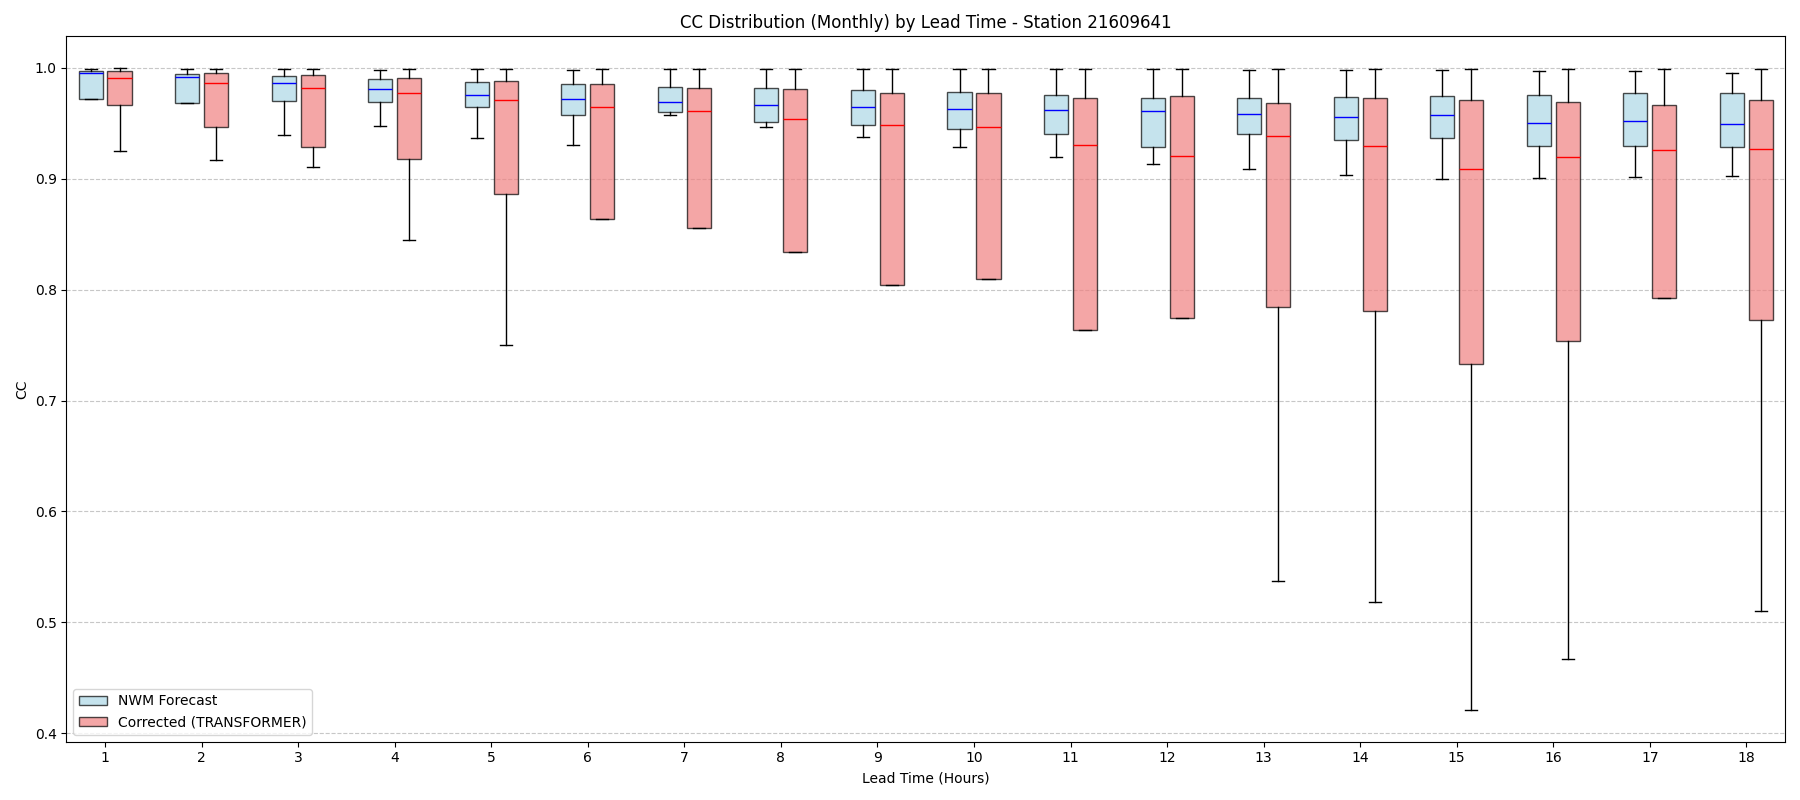 CC Distribution (Monthly) by Lead Time - Station 21609641
1.0
0.9
0.8
0.7
0.6
0.5
0.4
CC
NWM Forecast
Corrected (TRANSFORMER)
1 2 3 4 5 6 7 8 9 10 11 12 13 14 15 16 17 18
Lead Time (Hours)